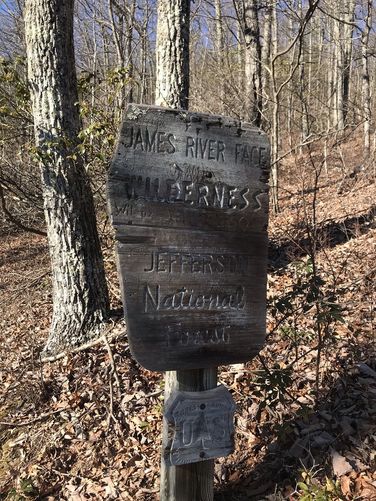 JAMES RIVER FACE
WILDERNESS
JEFFERSON
National
Forest
U S